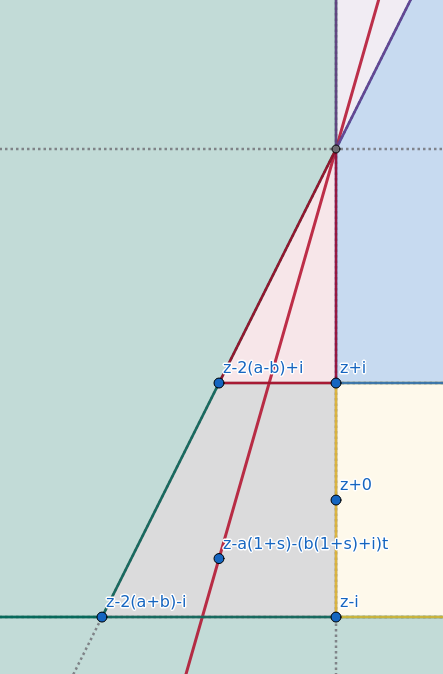 z-2(a-b)+i
z+i
z+0
z-a(1+s)-(b(1+s)+i)t
z-2(a+b)-i
z-i